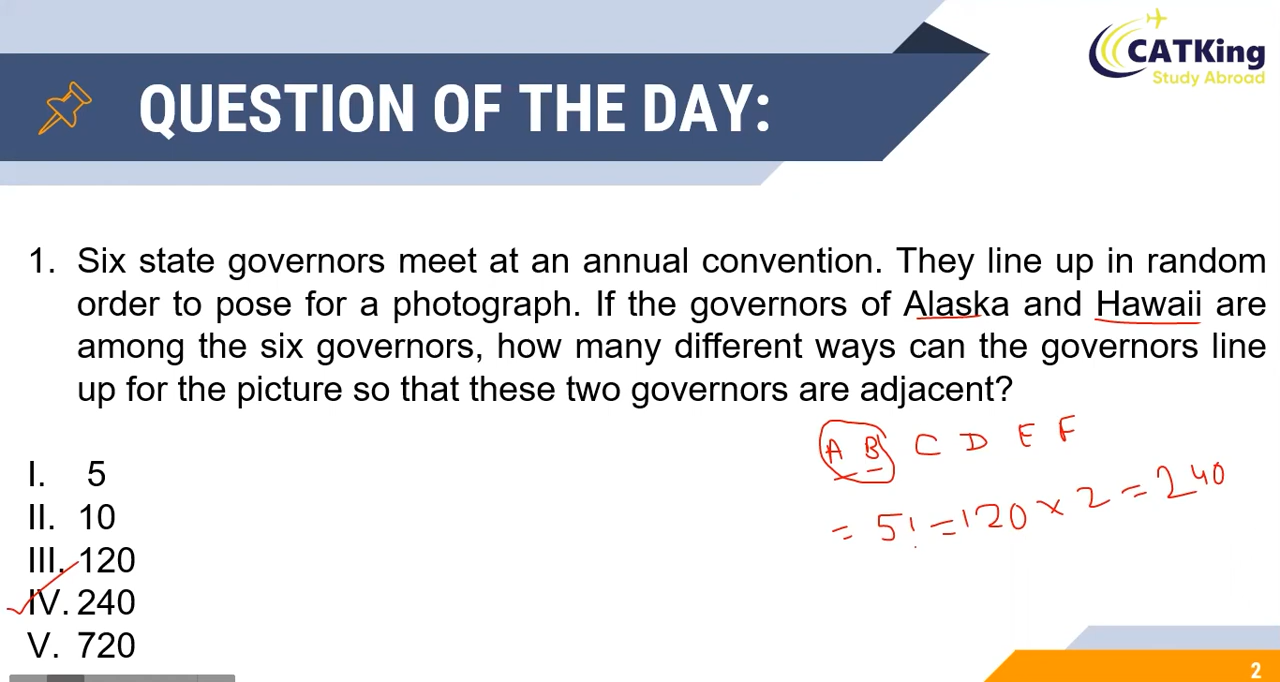 CATKing
Study Abroad
QUESTION OF THE DAY:
1. Six state governors meet at an annual convention. They line up in random
order to pose for a photograph. If the governors of Alaska and Hawaii are
among the six governors, how many different ways can the governors line
up for the picture so that these two governors are adjacent?
A B C D E F
= 5! = 120 × 2 = 240
I. 5
II. 10
III. 120
IV. 240
V. 720
2